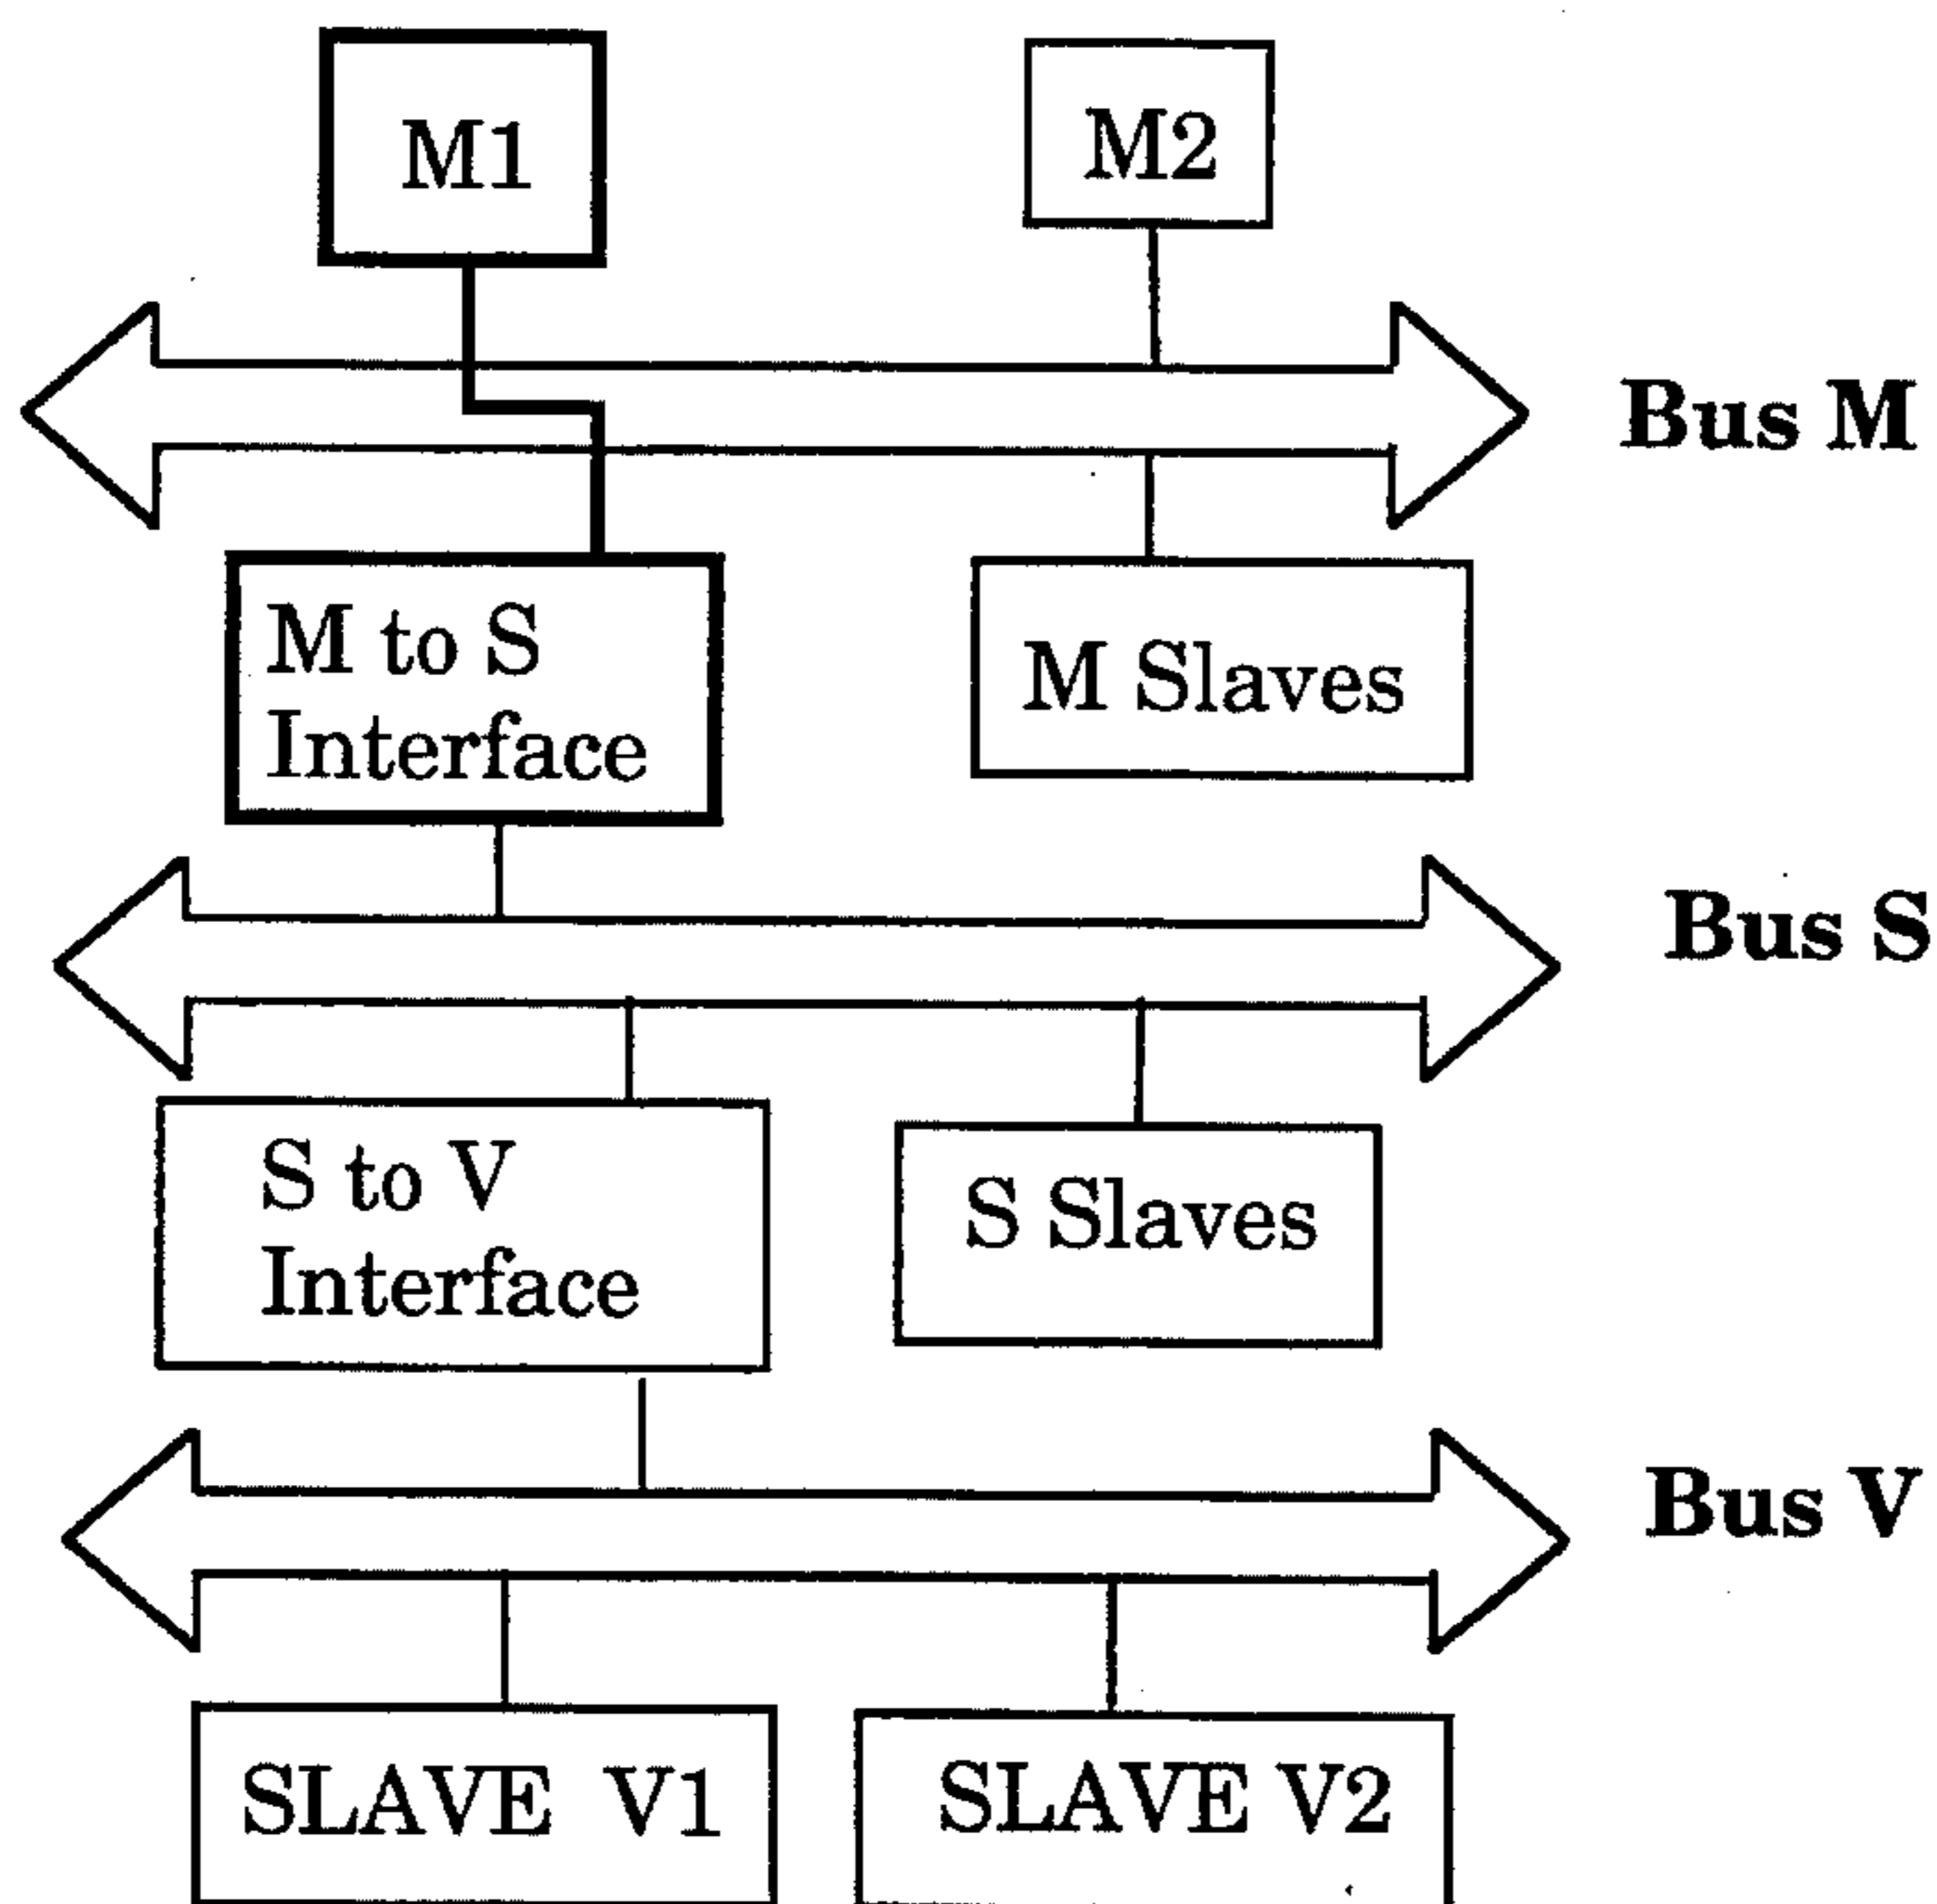 M1
M2
Bus M
M to S
Interface
M Slaves
Bus S
S to V
Interface
S Slaves
Bus V
SLAVE V1
SLAVE V2